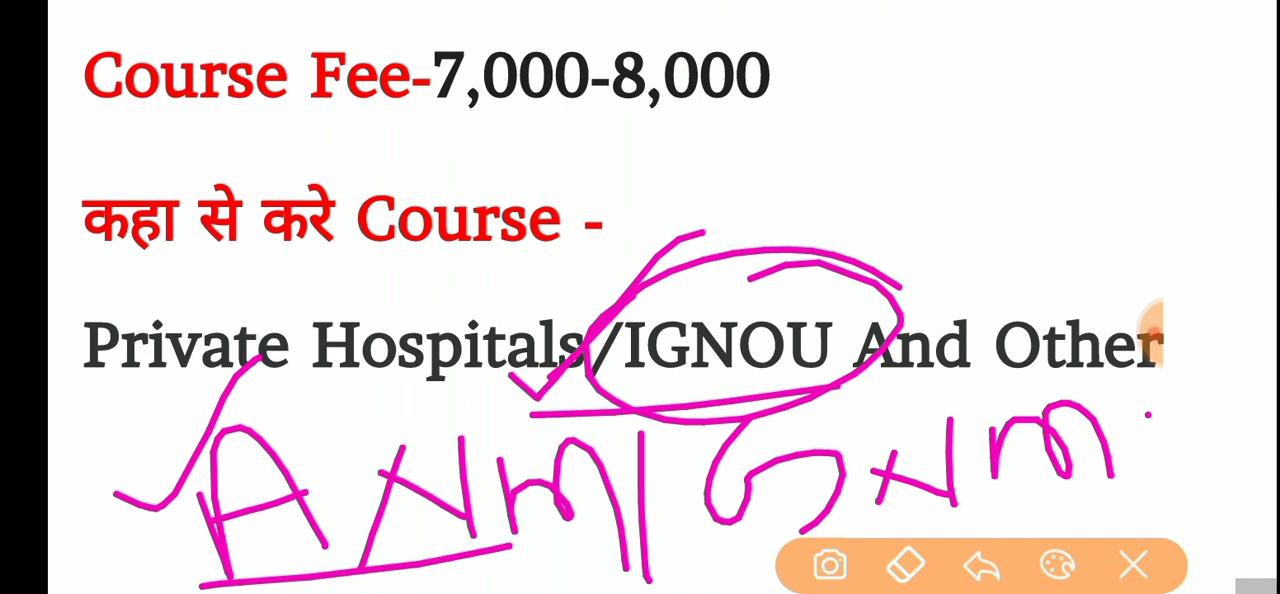 Course Fee-7,000-8,000
कहा से करे Course -
Private Hospitals/IGNOU And Other
ANM/GNM